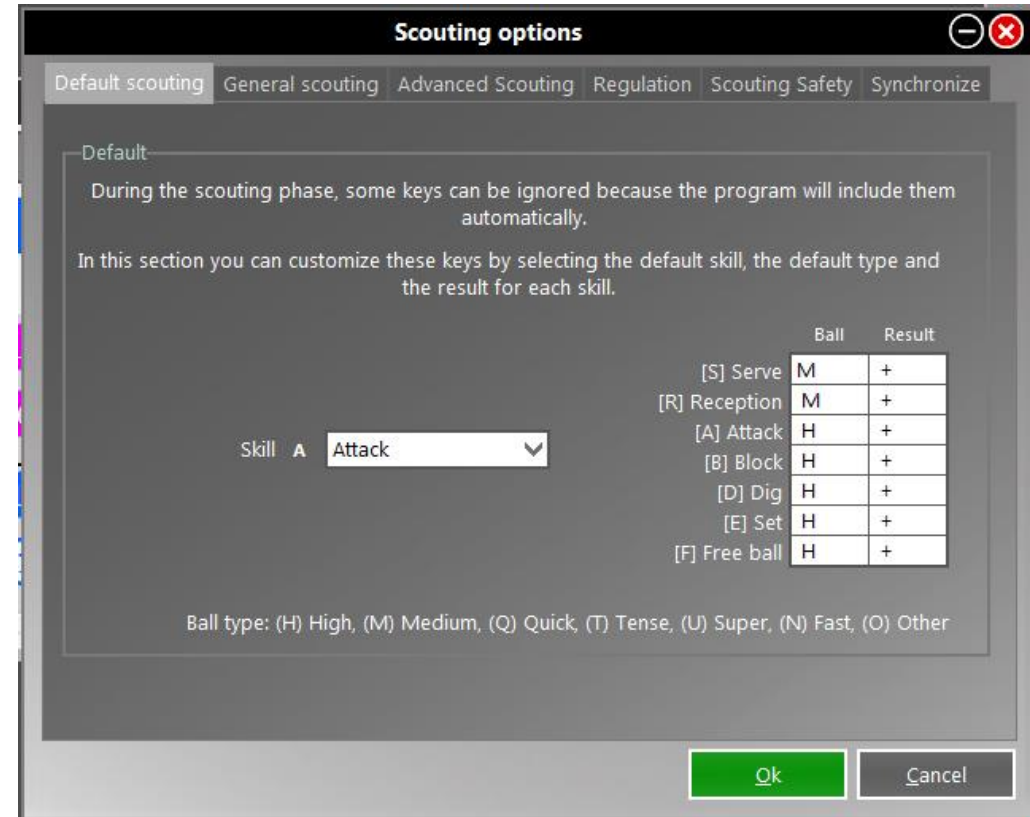 Scouting options
Default scouting General scouting Advanced Scouting Regulation Scouting Safety Synchronize
Default
During the scouting phase, some keys can be ignored because the program will include them
automatically.
In this section you can customize these keys by selecting the default skill, the default type and
the result for each skill.
Ball Result
[S] Serve M +
[R] Reception M +
[A] Attack H +
Skill A Attack
[B] Block H +
[D] Dig H +
[E] Set H +
[F] Free ball H +
Ball type: (H) High, (M) Medium, (Q) Quick, (T) Tense, (U) Super, (N) Fast, (O) Other
Ok Cancel